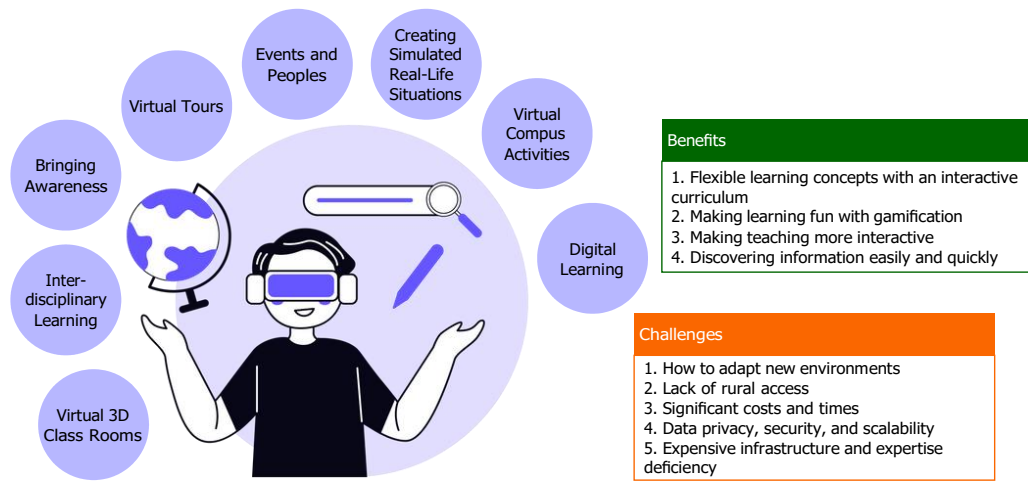 Events and
Peoples
Creating
Simulated
Real-Life
Situations
Virtual Tours
Virtual
Compus
Activities
Bringing
Awareness
Digital
Learning
Inter-
disciplinary
Learning
Virtual 3D
Class Rooms
Benefits
1. Flexible learning concepts with an interactive
curriculum
2. Making learning fun with gamification
3. Making teaching more interactive
4. Discovering information easily and quickly
Challenges
1. How to adapt new environments
2. Lack of rural access
3. Significant costs and times
4. Data privacy, security, and scalability
5. Expensive infrastructure and expertise
deficiency